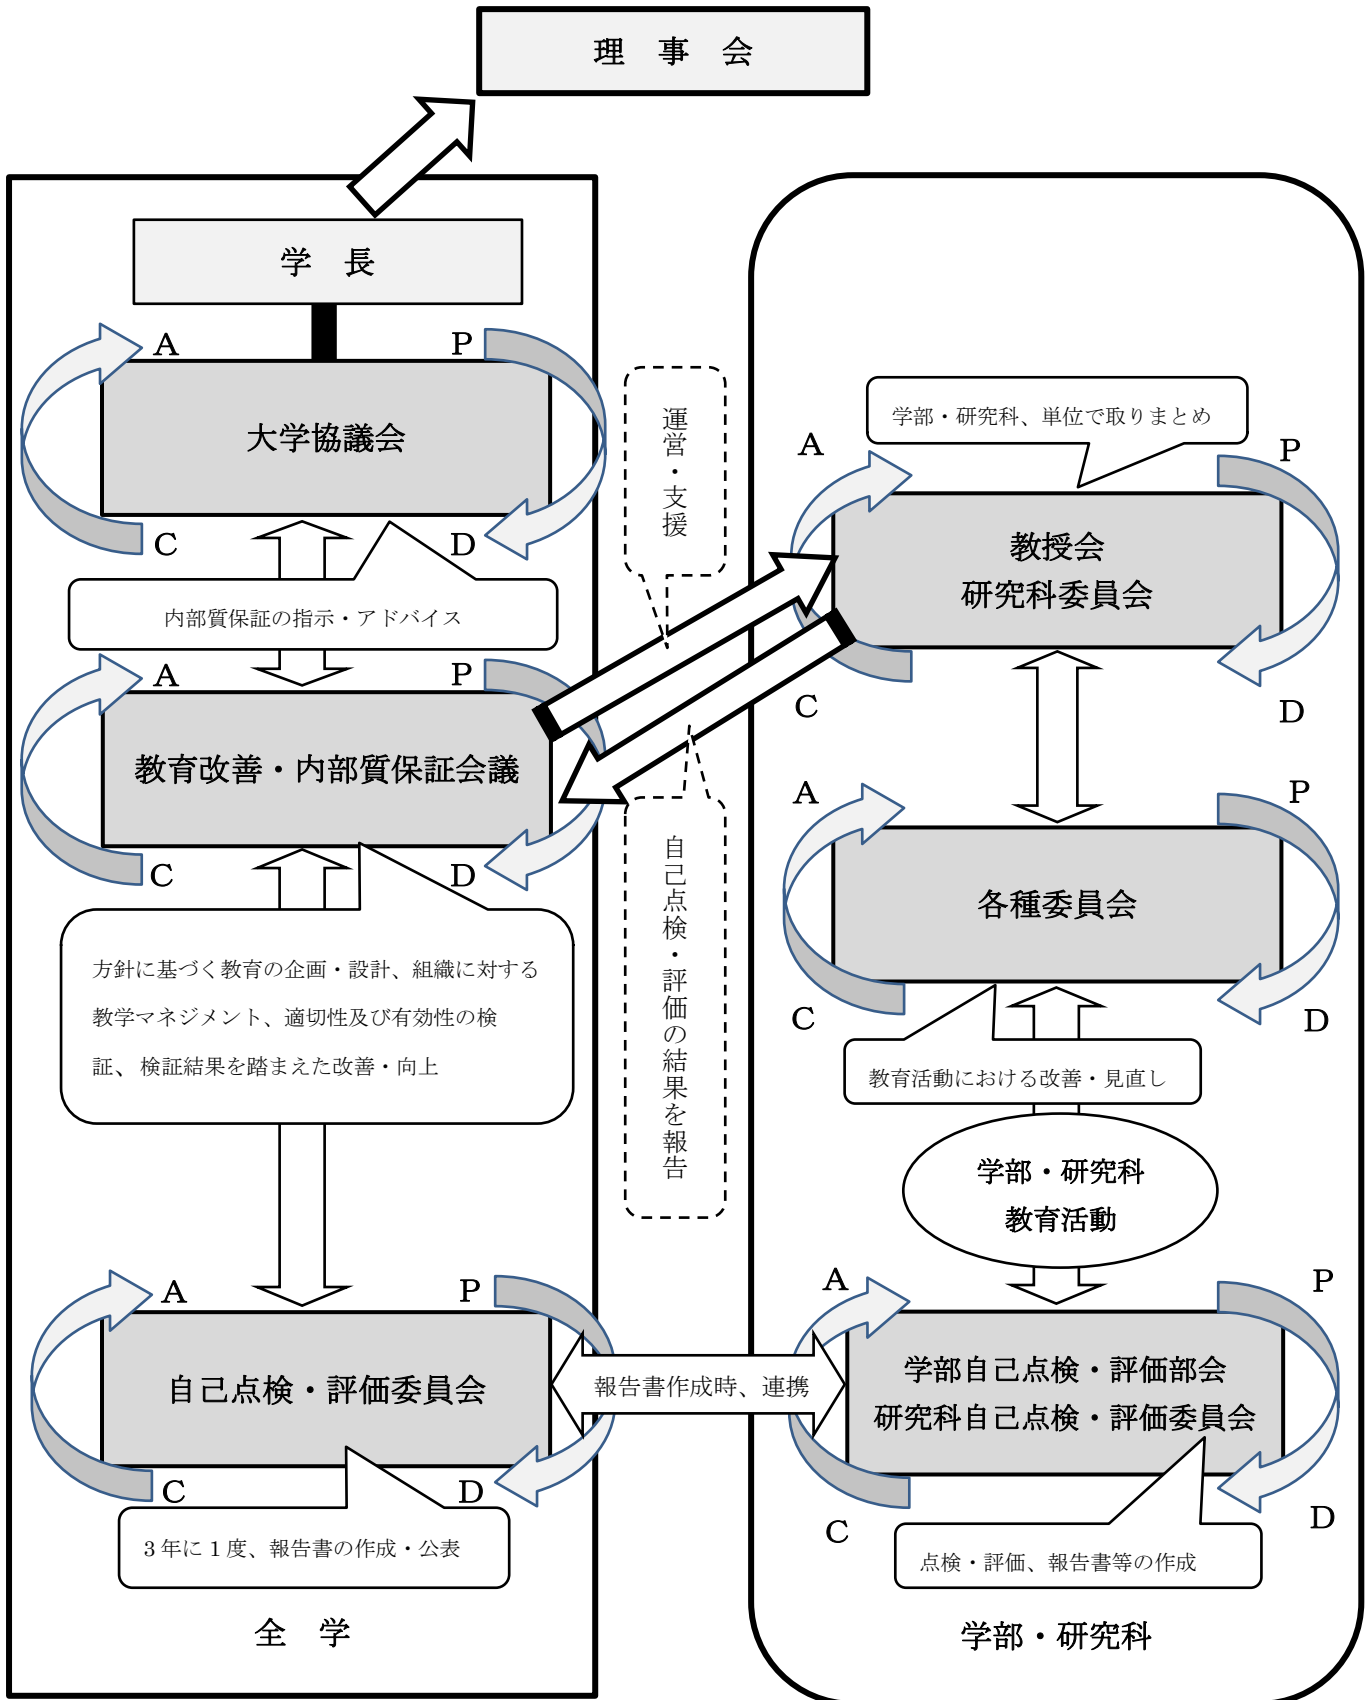 理　事　会
学　長
A
P
大学協議会
C
D
内部質保証の指示・アドバイス
A
P
教育改善・内部質保証会議
C
D
方針に基づく教育の企画・設計、組織に対する
教学マネジメント、適切性及び有効性の検
証、検証結果を踏まえた改善・向上
A
P
自己点検・評価委員会
C
D
3年に1度、報告書の作成・公表
全　学
運営・支援
自己点検・評価の結果を報告
報告書作成時、連携
学部・研究科、単位で取りまとめ
A
P
教授会
研究科委員会
C
D
A
P
各種委員会
C
D
教育活動における改善・見直し
学部・研究科
教育活動
A
P
学部自己点検・評価部会
研究科自己点検・評価委員会
C
D
点検・評価、報告書等の作成
学部・研究科